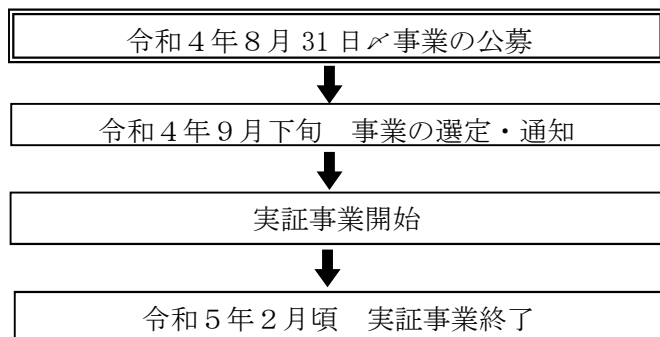 令和４年８月 31 日〆事業の公募
令和４年９月下旬　事業の選定・通知
実証事業開始
令和５年２月頃　実証事業終了